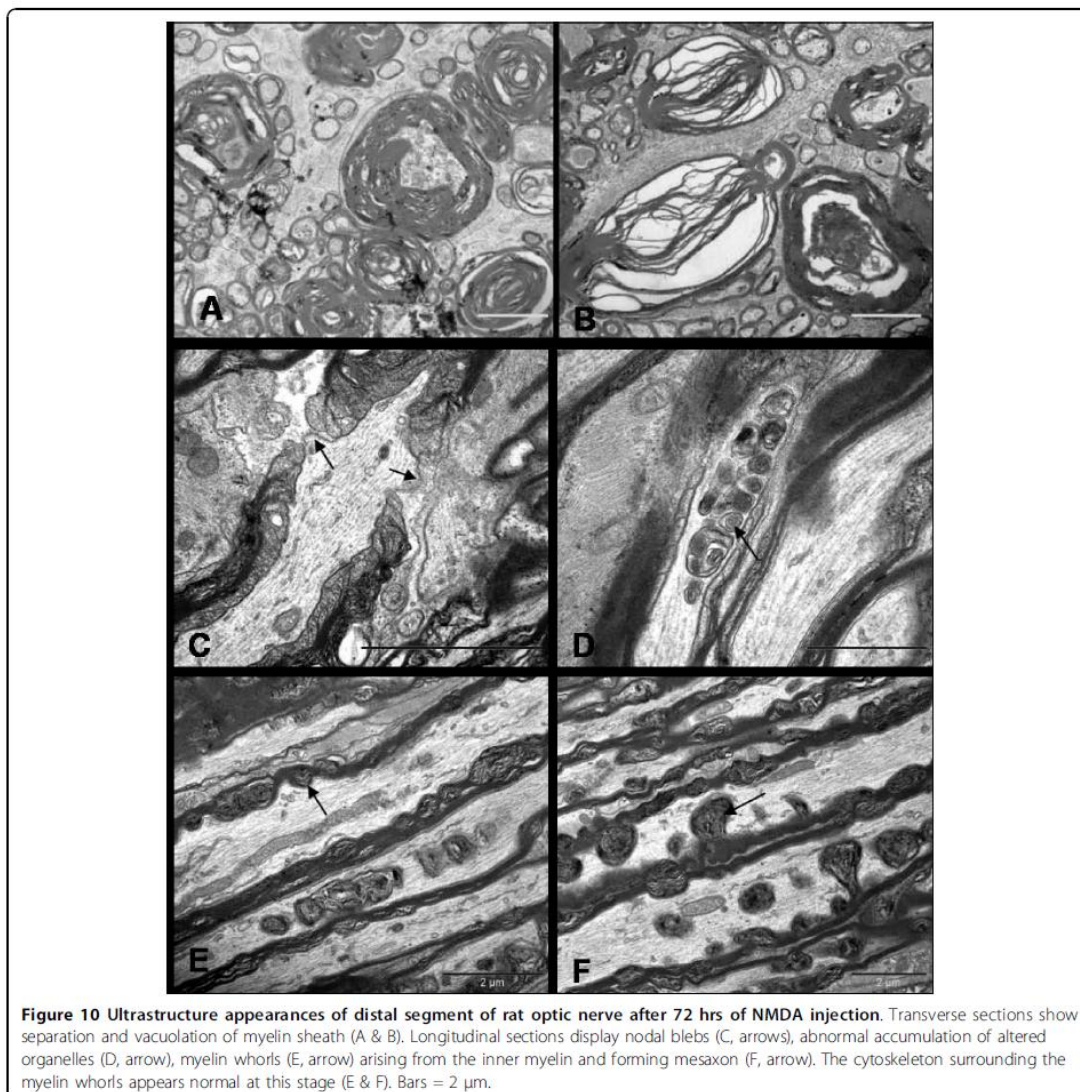 A
B
C
D
E
2 µm
F
2 µm
Figure 10 Ultrastructure appearances of distal segment of rat optic nerve after 72 hrs of NMDA injection. Transverse sections show
separation and vacuolation of myelin sheath (A & B). Longitudinal sections display nodal blebs (C, arrows), abnormal accumulation of altered
organelles (D, arrow), myelin whorls (E, arrow) arising from the inner myelin and forming mesaxon (F, arrow). The cytoskeleton surrounding the
myelin whorls appears normal at this stage (E & F). Bars = 2 μm.